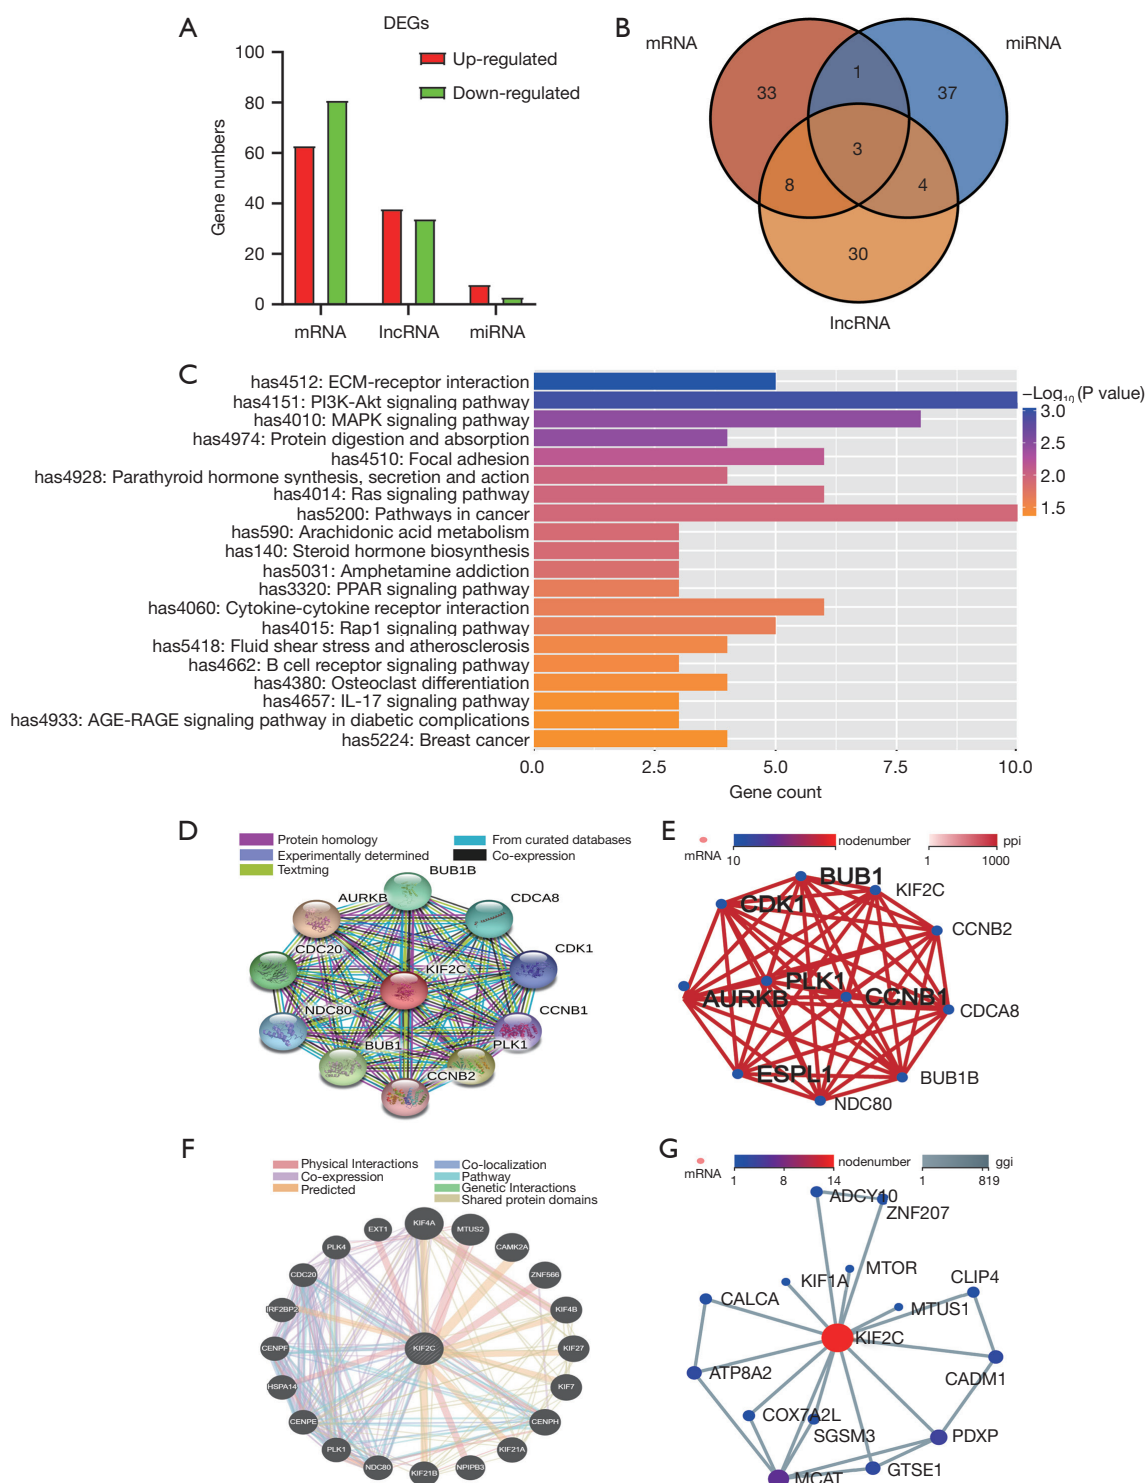 A
DEGs
Up-regulated
Down-regulated
Gene numbers
100
80
60
40
20
0
mRNA
lncRNA
miRNA
B
mRNA
miRNA
lncRNA
33
1
37
3
8
4
30
C
has4512: ECM-receptor interaction
has4151: PI3K-Akt signaling pathway
has4010: MAPK signaling pathway
has4974: Protein digestion and absorption
has4510: Focal adhesion
has4928: Parathyroid hormone synthesis, secretion and action
has4014: Ras signaling pathway
has5200: Pathways in cancer
has590: Arachidonic acid metabolism
has140: Steroid hormone biosynthesis
has5031: Amphetamine addiction
has3320: PPAR signaling pathway
has4060: Cytokine-cytokine receptor interaction
has4015: Rap1 signaling pathway
has5418: Fluid shear stress and atherosclerosis
has4662: B cell receptor signaling pathway
has4380: Osteoclast differentiation
has4657: IL-17 signaling pathway
has4933: AGE-RAGE signaling pathway in diabetic complications
has5224: Breast cancer
0.0 2.5 5.0 7.5 10.0
Gene count
−Log₁₀ (P value)
3.0
2.5
2.0
1.5
D
Protein homology
Experimentally determined
Textming
From curated databases
Co-expression
BUB1B
AURKB
CDCA8
CDC20
CDK1
KIF2C
NDC80
CCNB1
BUB1
PLK1
CCNB2
E
mRNA
nodenumber
10
ppi
1 1000
BUB1
KIF2C
CDK1
CCNB2
PLK1
AURKB
CCNB1
CDCA8
ESPL1
BUB1B
NDC80
F
Physical Interactions
Co-expression
Predicted
Co-localization
Pathway
Genetic Interactions
Shared protein domains
KIF4A
EXT1
MTUS2
PLK4
CAMK2A
CDC20
ZNF566
IRF2BP2
KIF4B
CENPF
KIF2C
KIF27
HSPA14
KIF7
CENPE
CENPH
PLK1
KIF21A
NDC80
KIF21B
NPIPB3
G
mRNA
nodenumber
1 8 14
ggi
1 819
ADCY10
ZNF207
MTOR
KIF1A
CLIP4
CALCA
MTUS1
KIF2C
ATP8A2
CADM1
COX7A2L
SGSM3
PDXP
GTSE1
MCAT